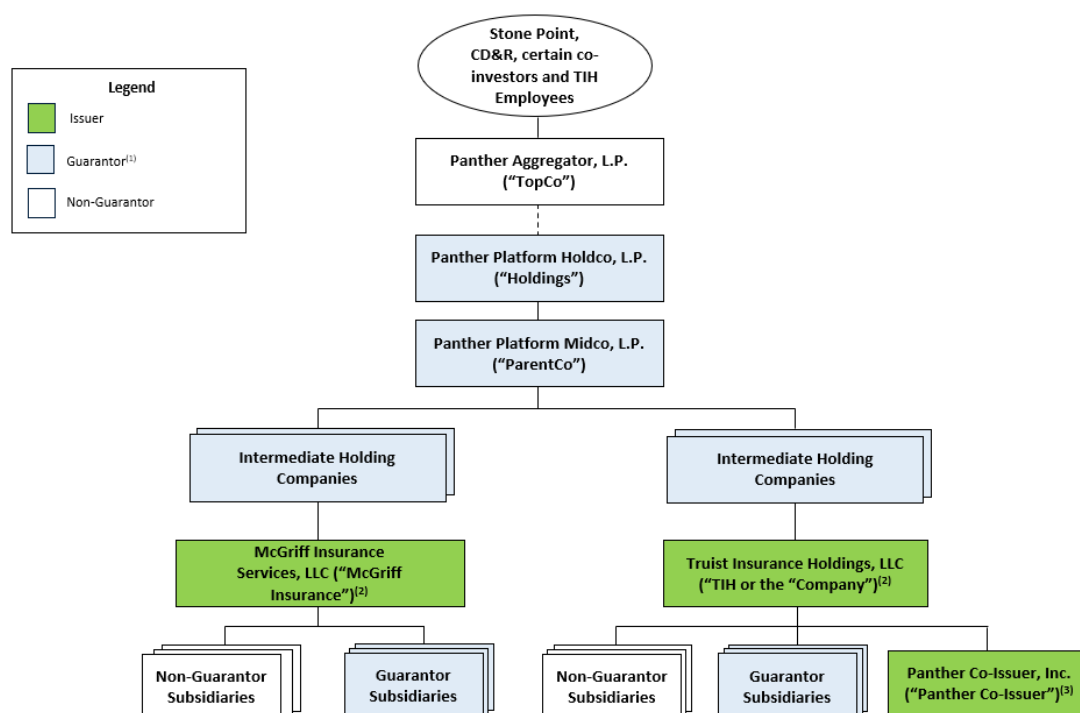 Stone Point,
CD&R, certain co-
investors and TIH
Employees
Legend
Issuer
Guarantor(1)
Non-Guarantor
Panther Aggregator, L.P.
(“TopCo”)
Panther Platform Holdco, L.P.
(“Holdings”)
Panther Platform Midco, L.P.
(“ParentCo”)
Intermediate Holding
Companies
Intermediate Holding
Companies
McGriff Insurance
Services, LLC (“McGriff
Insurance”)(2)
Truist Insurance Holdings, LLC
(“TIH or the “Company”)(2)
Non-Guarantor
Subsidiaries
Guarantor
Subsidiaries
Non-Guarantor
Subsidiaries
Guarantor
Subsidiaries
Panther Co-Issuer, Inc.
(“Panther Co-Issuer”)(3)